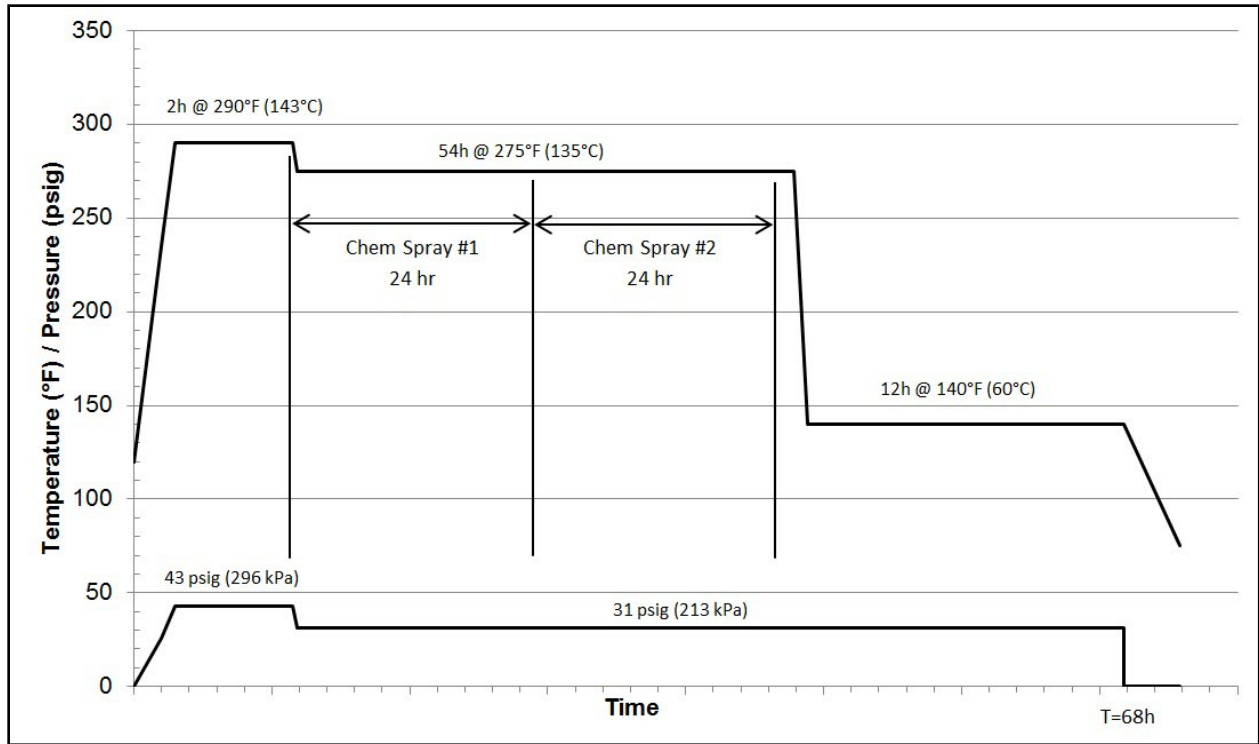 350
300
250
200
150
100
50
0
Temperature (°F) / Pressure (psig)
2h @ 290°F (143°C)
54h @ 275°F (135°C)
Chem Spray #1
24 hr
Chem Spray #2
24 hr
12h @ 140°F (60°C)
43 psig (296 kPa)
31 psig (213 kPa)
Time
T=68h